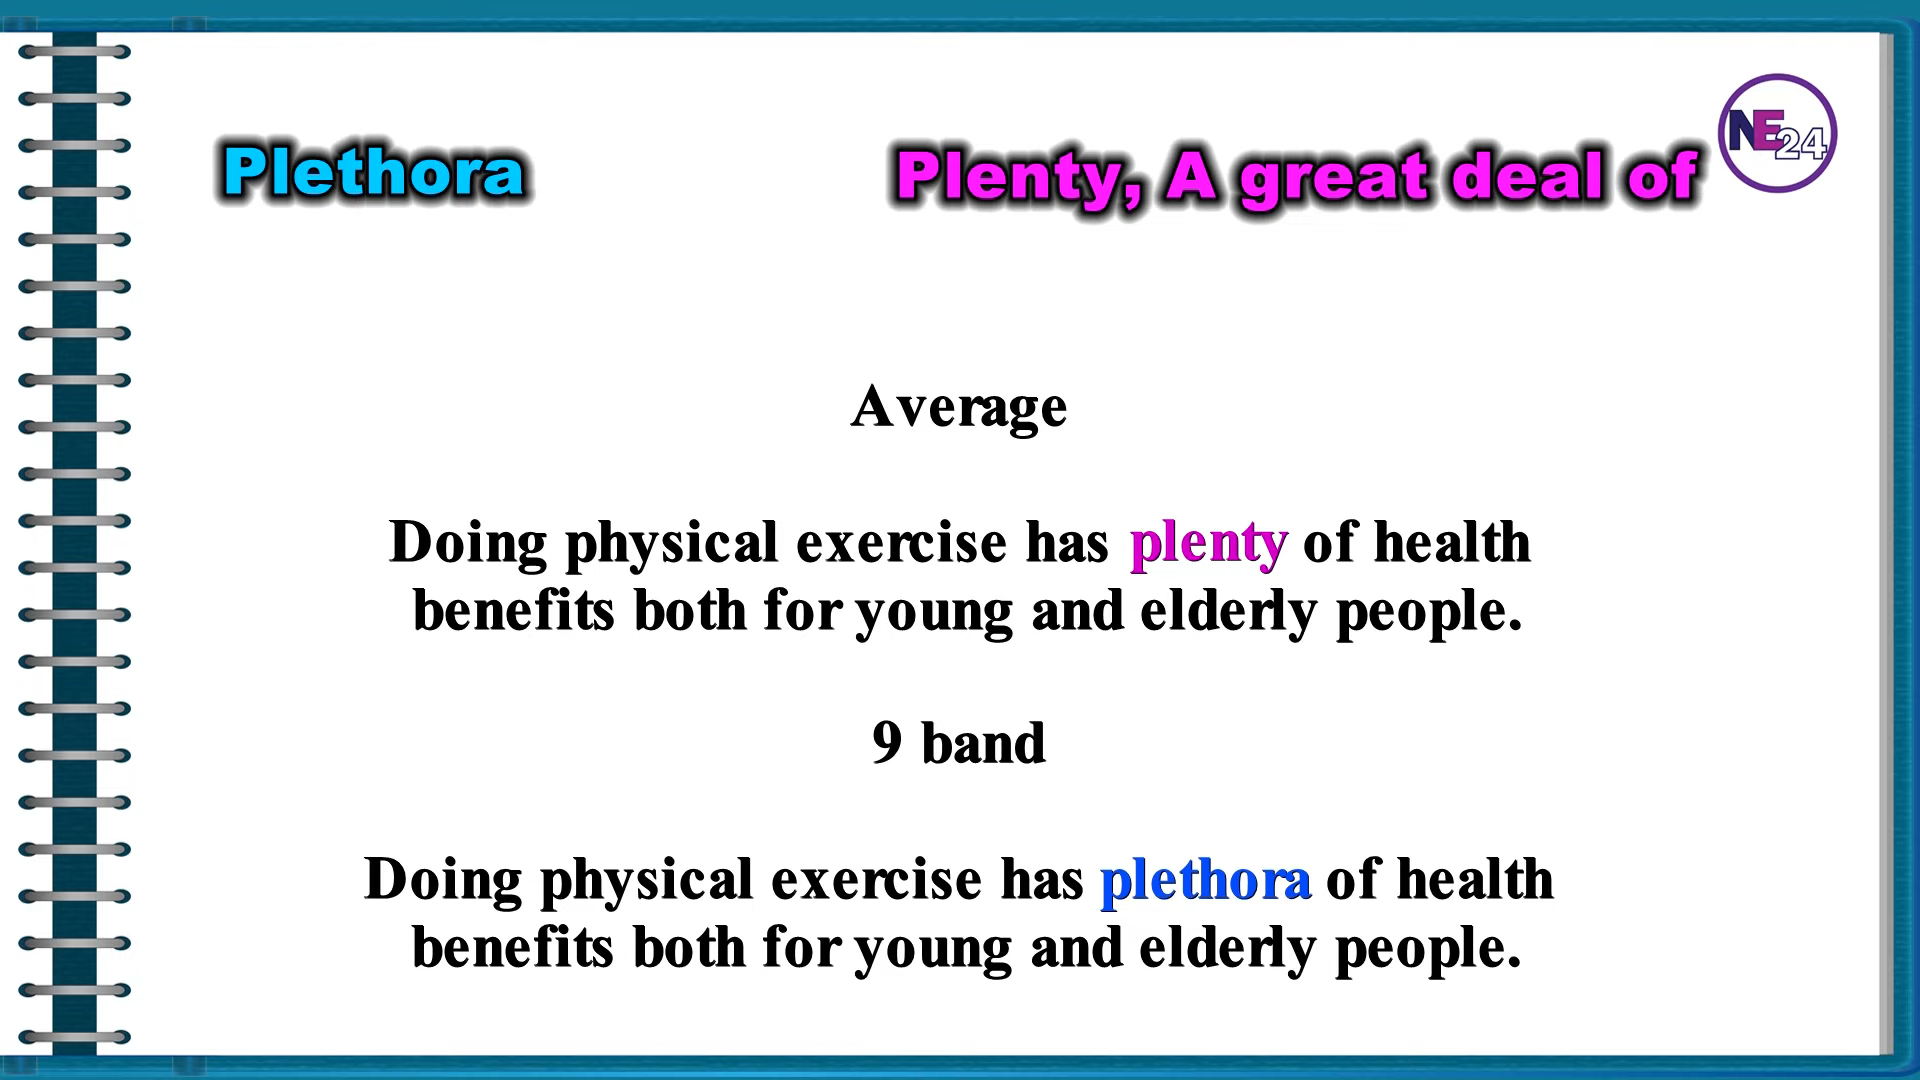 Plethora
Plenty, A great deal of
NE24
Average
Doing physical exercise has plenty of health
benefits both for young and elderly people.
9 band
Doing physical exercise has plethora of health
benefits both for young and elderly people.